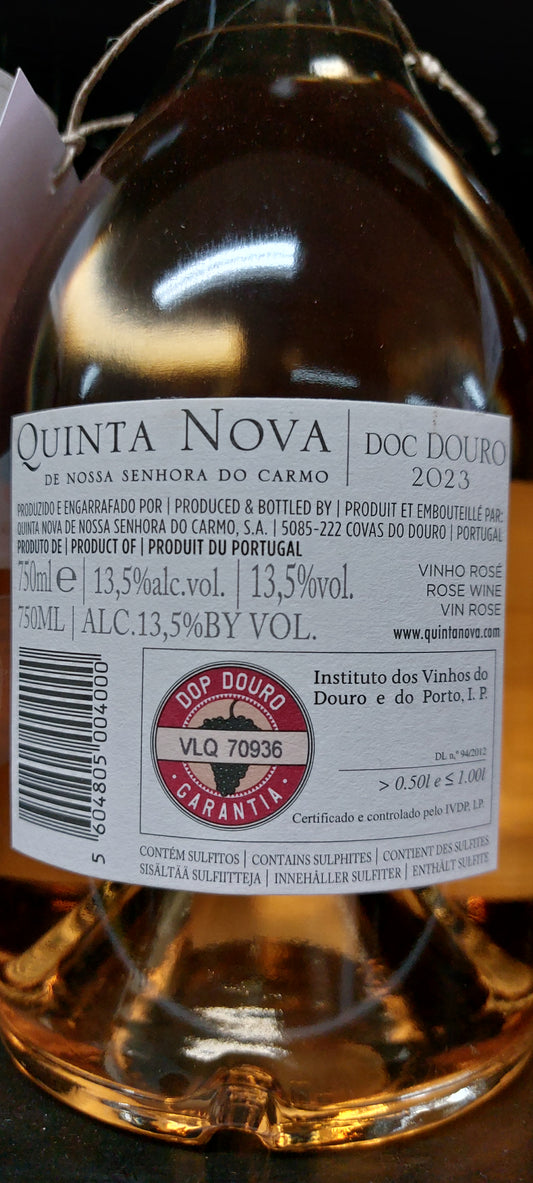 QUINTA NOVA
DE NOSSA SENHORA DO CARMO
DOC DOURO
2023
PRODUZIDO E ENGARRAFADO POR | PRODUCED & BOTTLED BY | PRODUIT ET EMBOUTEILLÉ PAR:
QUINTA NOVA DE NOSSA SENHORA DO CARMO, S.A. | 5085-222 COVAS DO DOURO | PORTUGAL
PRODUTO DE | PRODUCT OF | PRODUIT DU PORTUGAL
750ml e | 13,5%alc.vol. | 13,5%vol.
750ML | ALC.13,5%BY VOL.
VINHO ROSÉ
ROSE WINE
VIN ROSE
www.quintanova.com
5 604805 004000
DOP DOURO
VLQ 70936
· GARANTIA ·
Instituto dos Vinhos do
Douro e do Porto, I. P.
DL n.º 94/2012
> 0.50l e ≤ 1.00l
Certificado e controlado pelo IVDP, I.P.
CONTÉM SULFITOS | CONTAINS SULPHITES | CONTIENT DES SULFITES
SISÄLTÄÄ SULFIITTEJA | INNEHÅLLER SULFITER | ENTHÄLT SULFITE